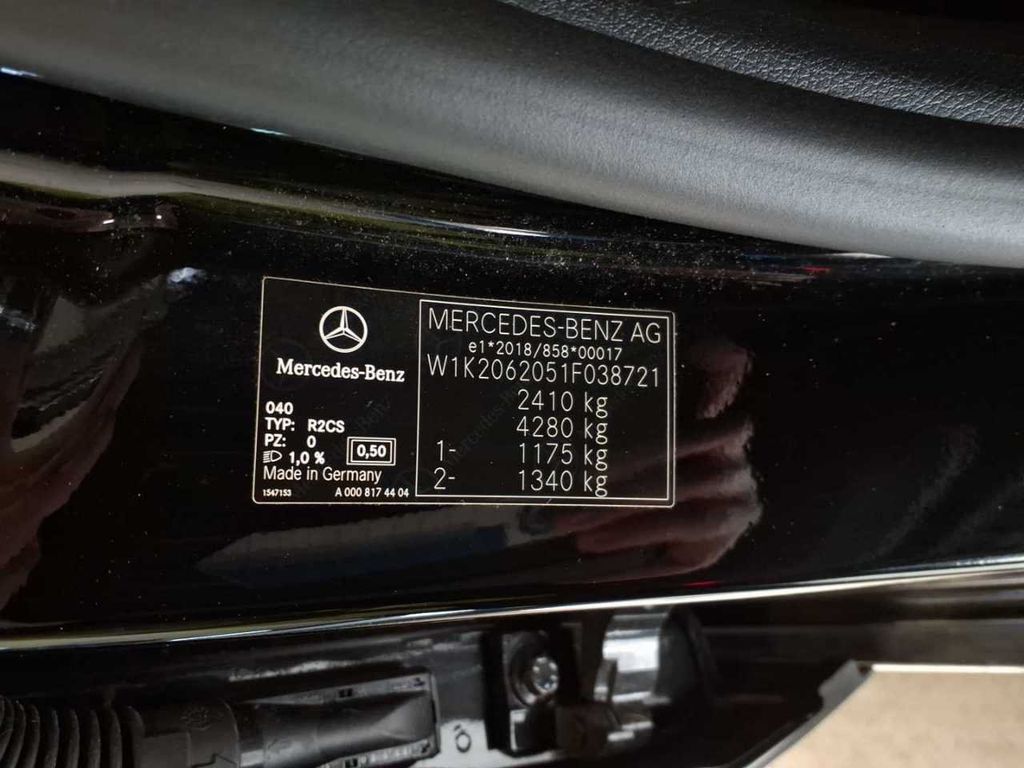 Mercedes-Benz
040
TYP: R2CS
PZ: 0
1,0 %
0,50
Made in Germany
1547153 A 000 817 44 04
MERCEDES-BENZ AG
e1*2018/858*00017
W1K2062051F038721
2410 kg
4280 kg
1- 1175 kg
2- 1340 kg